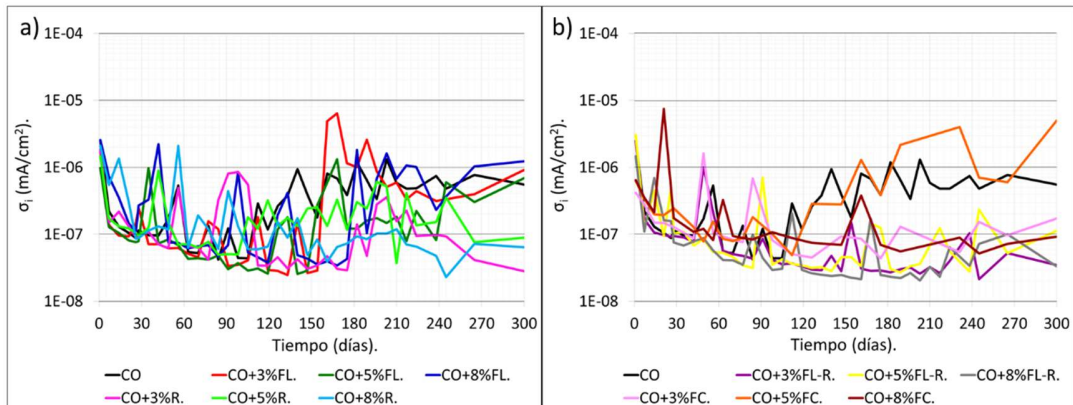 a)
1E-04
1E-05
1E-06
1E-07
1E-08
σi (mA/cm²)
0 30 60 90 120 150 180 210 240 270 300
Tiempo (días).
CO
CO+3%FL. CO+5%FL. CO+8%FL.
CO+3%R. CO+5%R. CO+8%R.
b)
1E-04
1E-05
1E-06
1E-07
1E-08
σi (mA/cm²)
0 30 60 90 120 150 180 210 240 270 300
Tiempo (días).
CO CO+3%FL-R. CO+5%FL-R. CO+8%FL-R.
CO+3%FC. CO+5%FC. CO+8%FC.